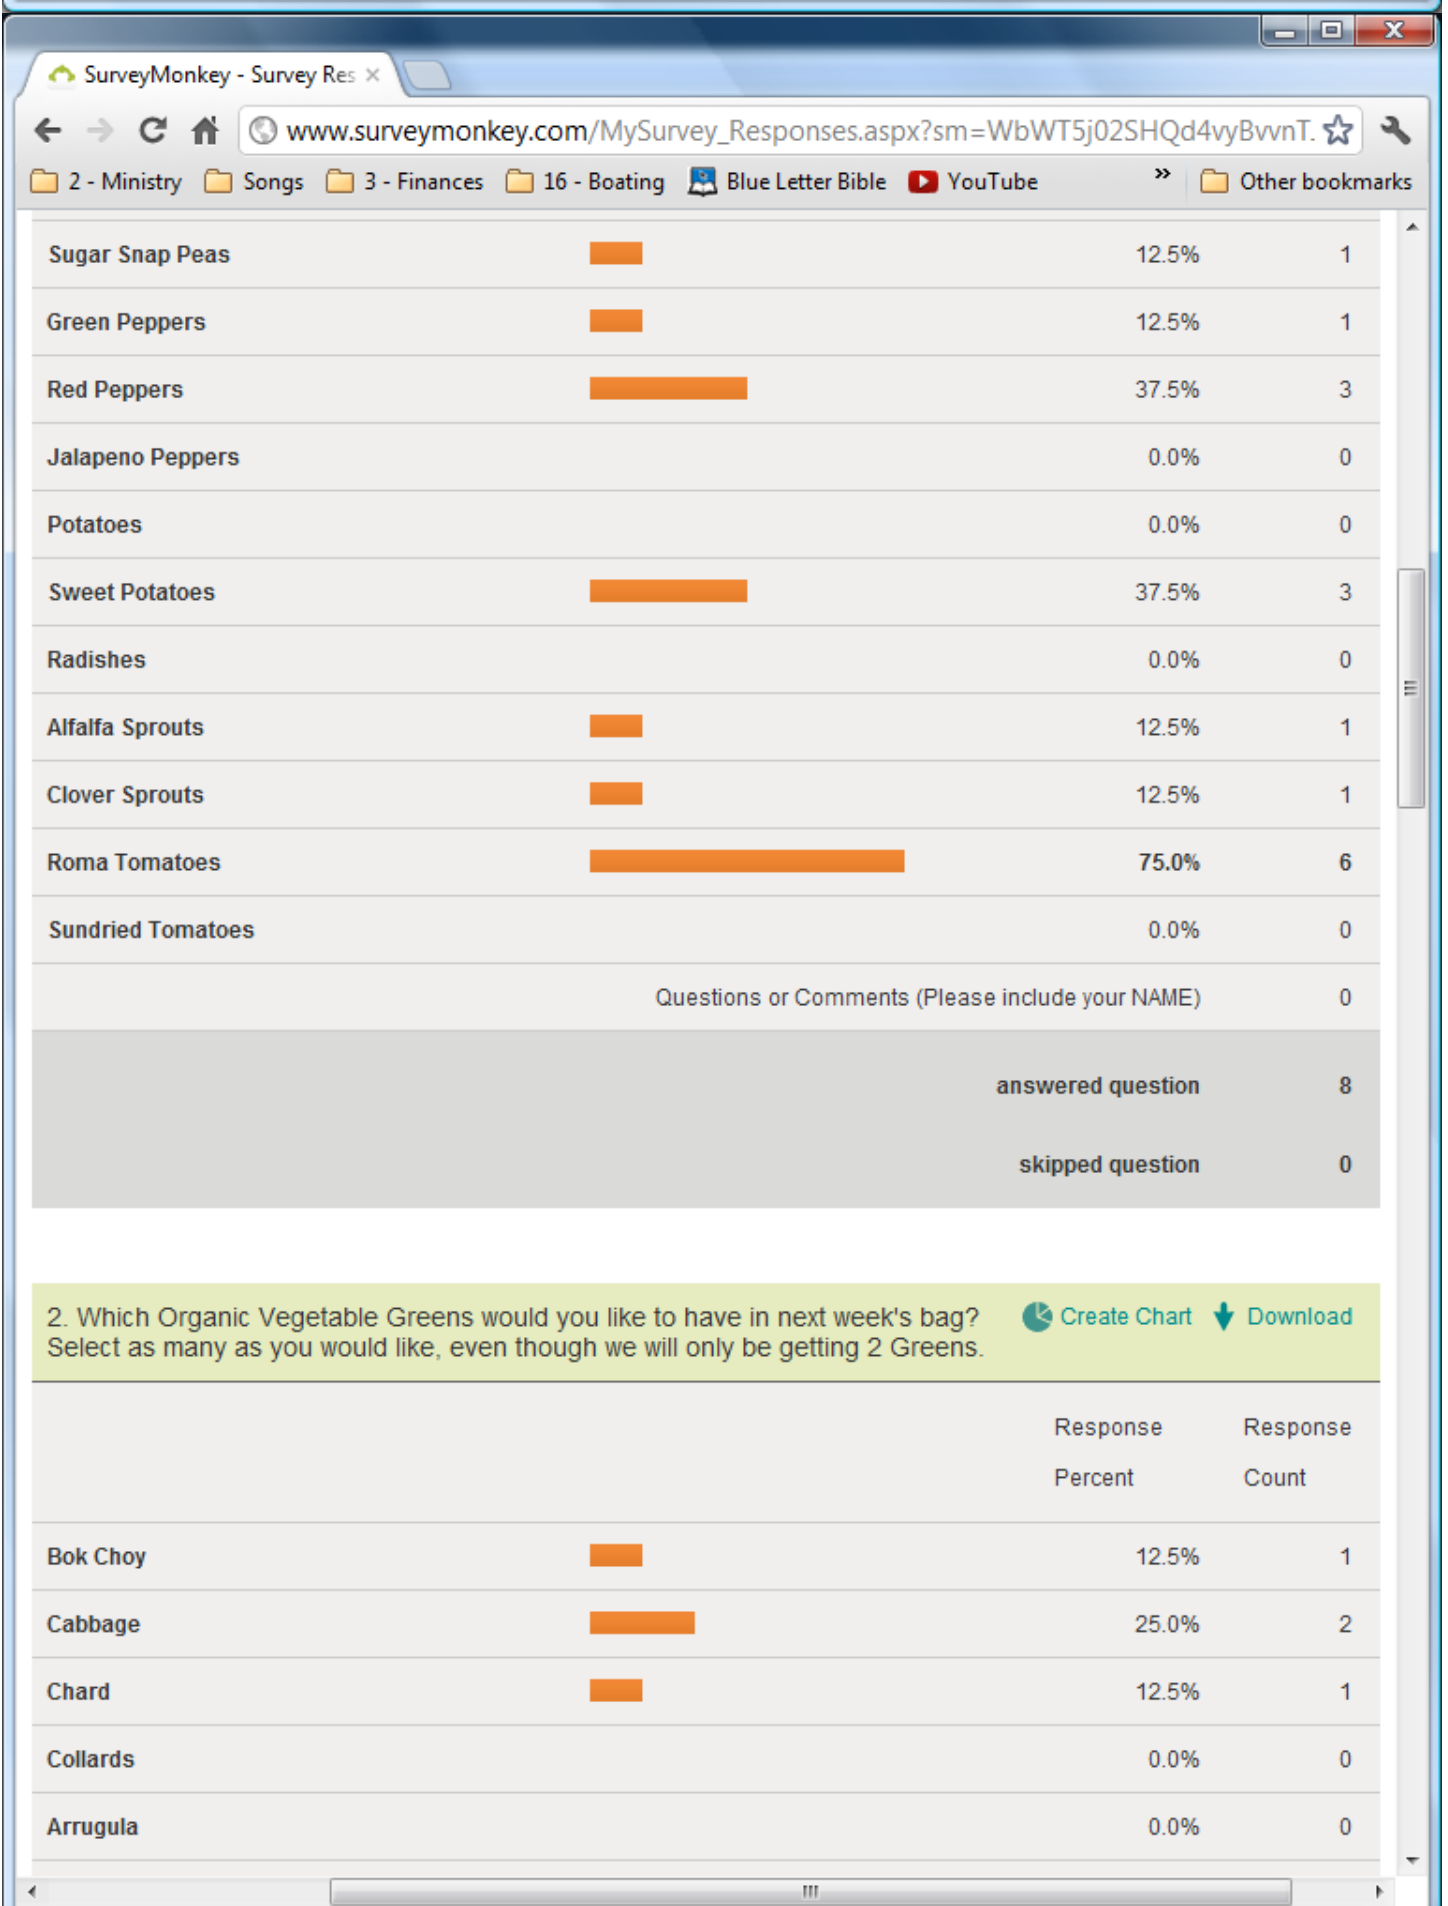 SurveyMonkey - Survey Res
www.surveymonkey.com/MySurvey_Responses.aspx?sm=WbWT5j02SHQd4vyBvvnT.
2 - Ministry Songs 3 - Finances 16 - Boating Blue Letter Bible YouTube » Other bookmarks
Sugar Snap Peas 12.5% 1
Green Peppers 12.5% 1
Red Peppers 37.5% 3
Jalapeno Peppers 0.0% 0
Potatoes 0.0% 0
Sweet Potatoes 37.5% 3
Radishes 0.0% 0
Alfalfa Sprouts 12.5% 1
Clover Sprouts 12.5% 1
Roma Tomatoes 75.0% 6
Sundried Tomatoes 0.0% 0
Questions or Comments (Please include your NAME) 0
answered question 8
skipped question 0
2. Which Organic Vegetable Greens would you like to have in next week's bag? Create Chart Download
Select as many as you would like, even though we will only be getting 2 Greens.
Response Response
Percent Count
Bok Choy 12.5% 1
Cabbage 25.0% 2
Chard 12.5% 1
Collards 0.0% 0
Arrugula 0.0% 0